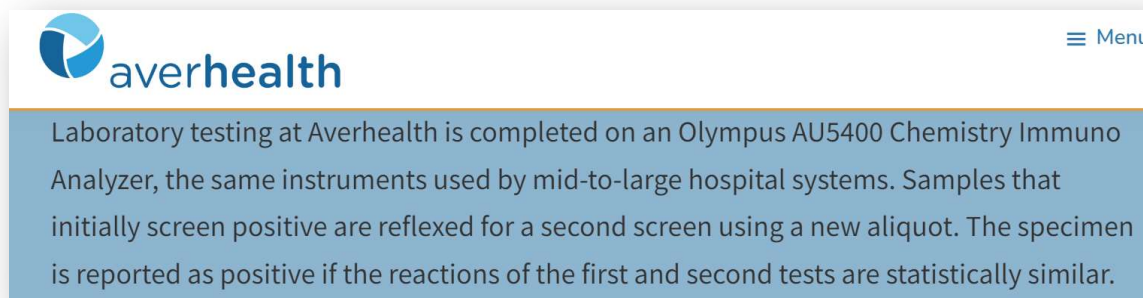 averhealth
≡ Menu
Laboratory testing at Averhealth is completed on an Olympus AU5400 Chemistry Immuno
Analyzer, the same instruments used by mid-to-large hospital systems. Samples that
initially screen positive are reflexed for a second screen using a new aliquot. The specimen
is reported as positive if the reactions of the first and second tests are statistically similar.